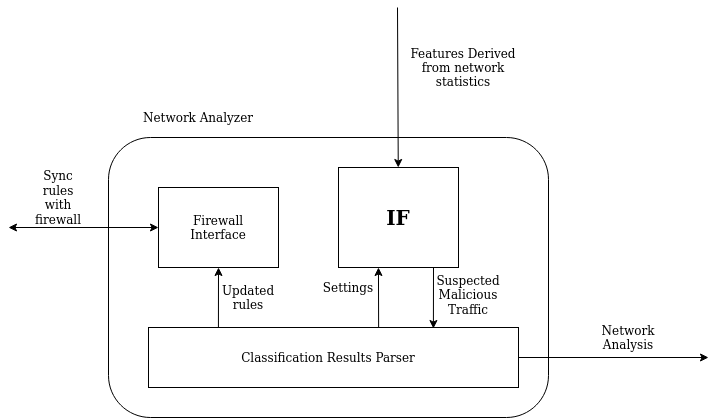 Features Derived
from network
statistics
Network Analyzer
Sync
rules
with
firewall
Firewall
Interface
IF
Updated
rules
Settings
Suspected
Malicious
Traffic
Classification Results Parser
Network
Analysis